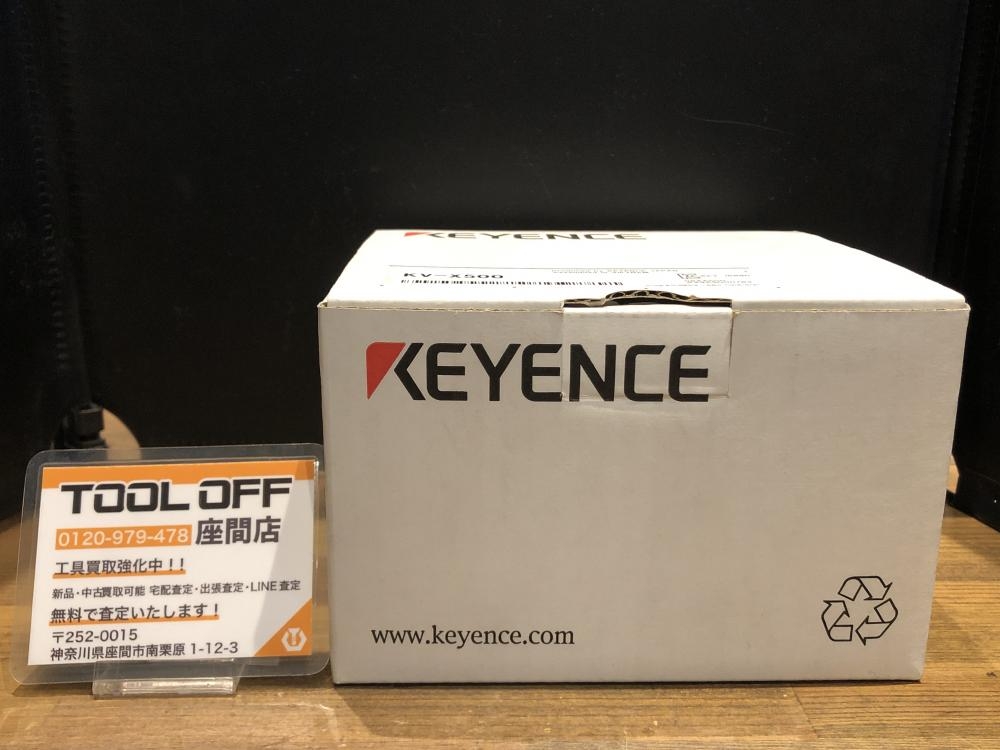 KEYENCE
KV-X500
KEYENCE
www.keyence.com
TOOL OFF
0120-979-478 座間店
工具買取強化中!!
新品・中古買取可能 宅配査定・出張査定・LINE査定
無料で査定いたします!
〒252-0015
神奈川県座間市南栗原 1-12-3